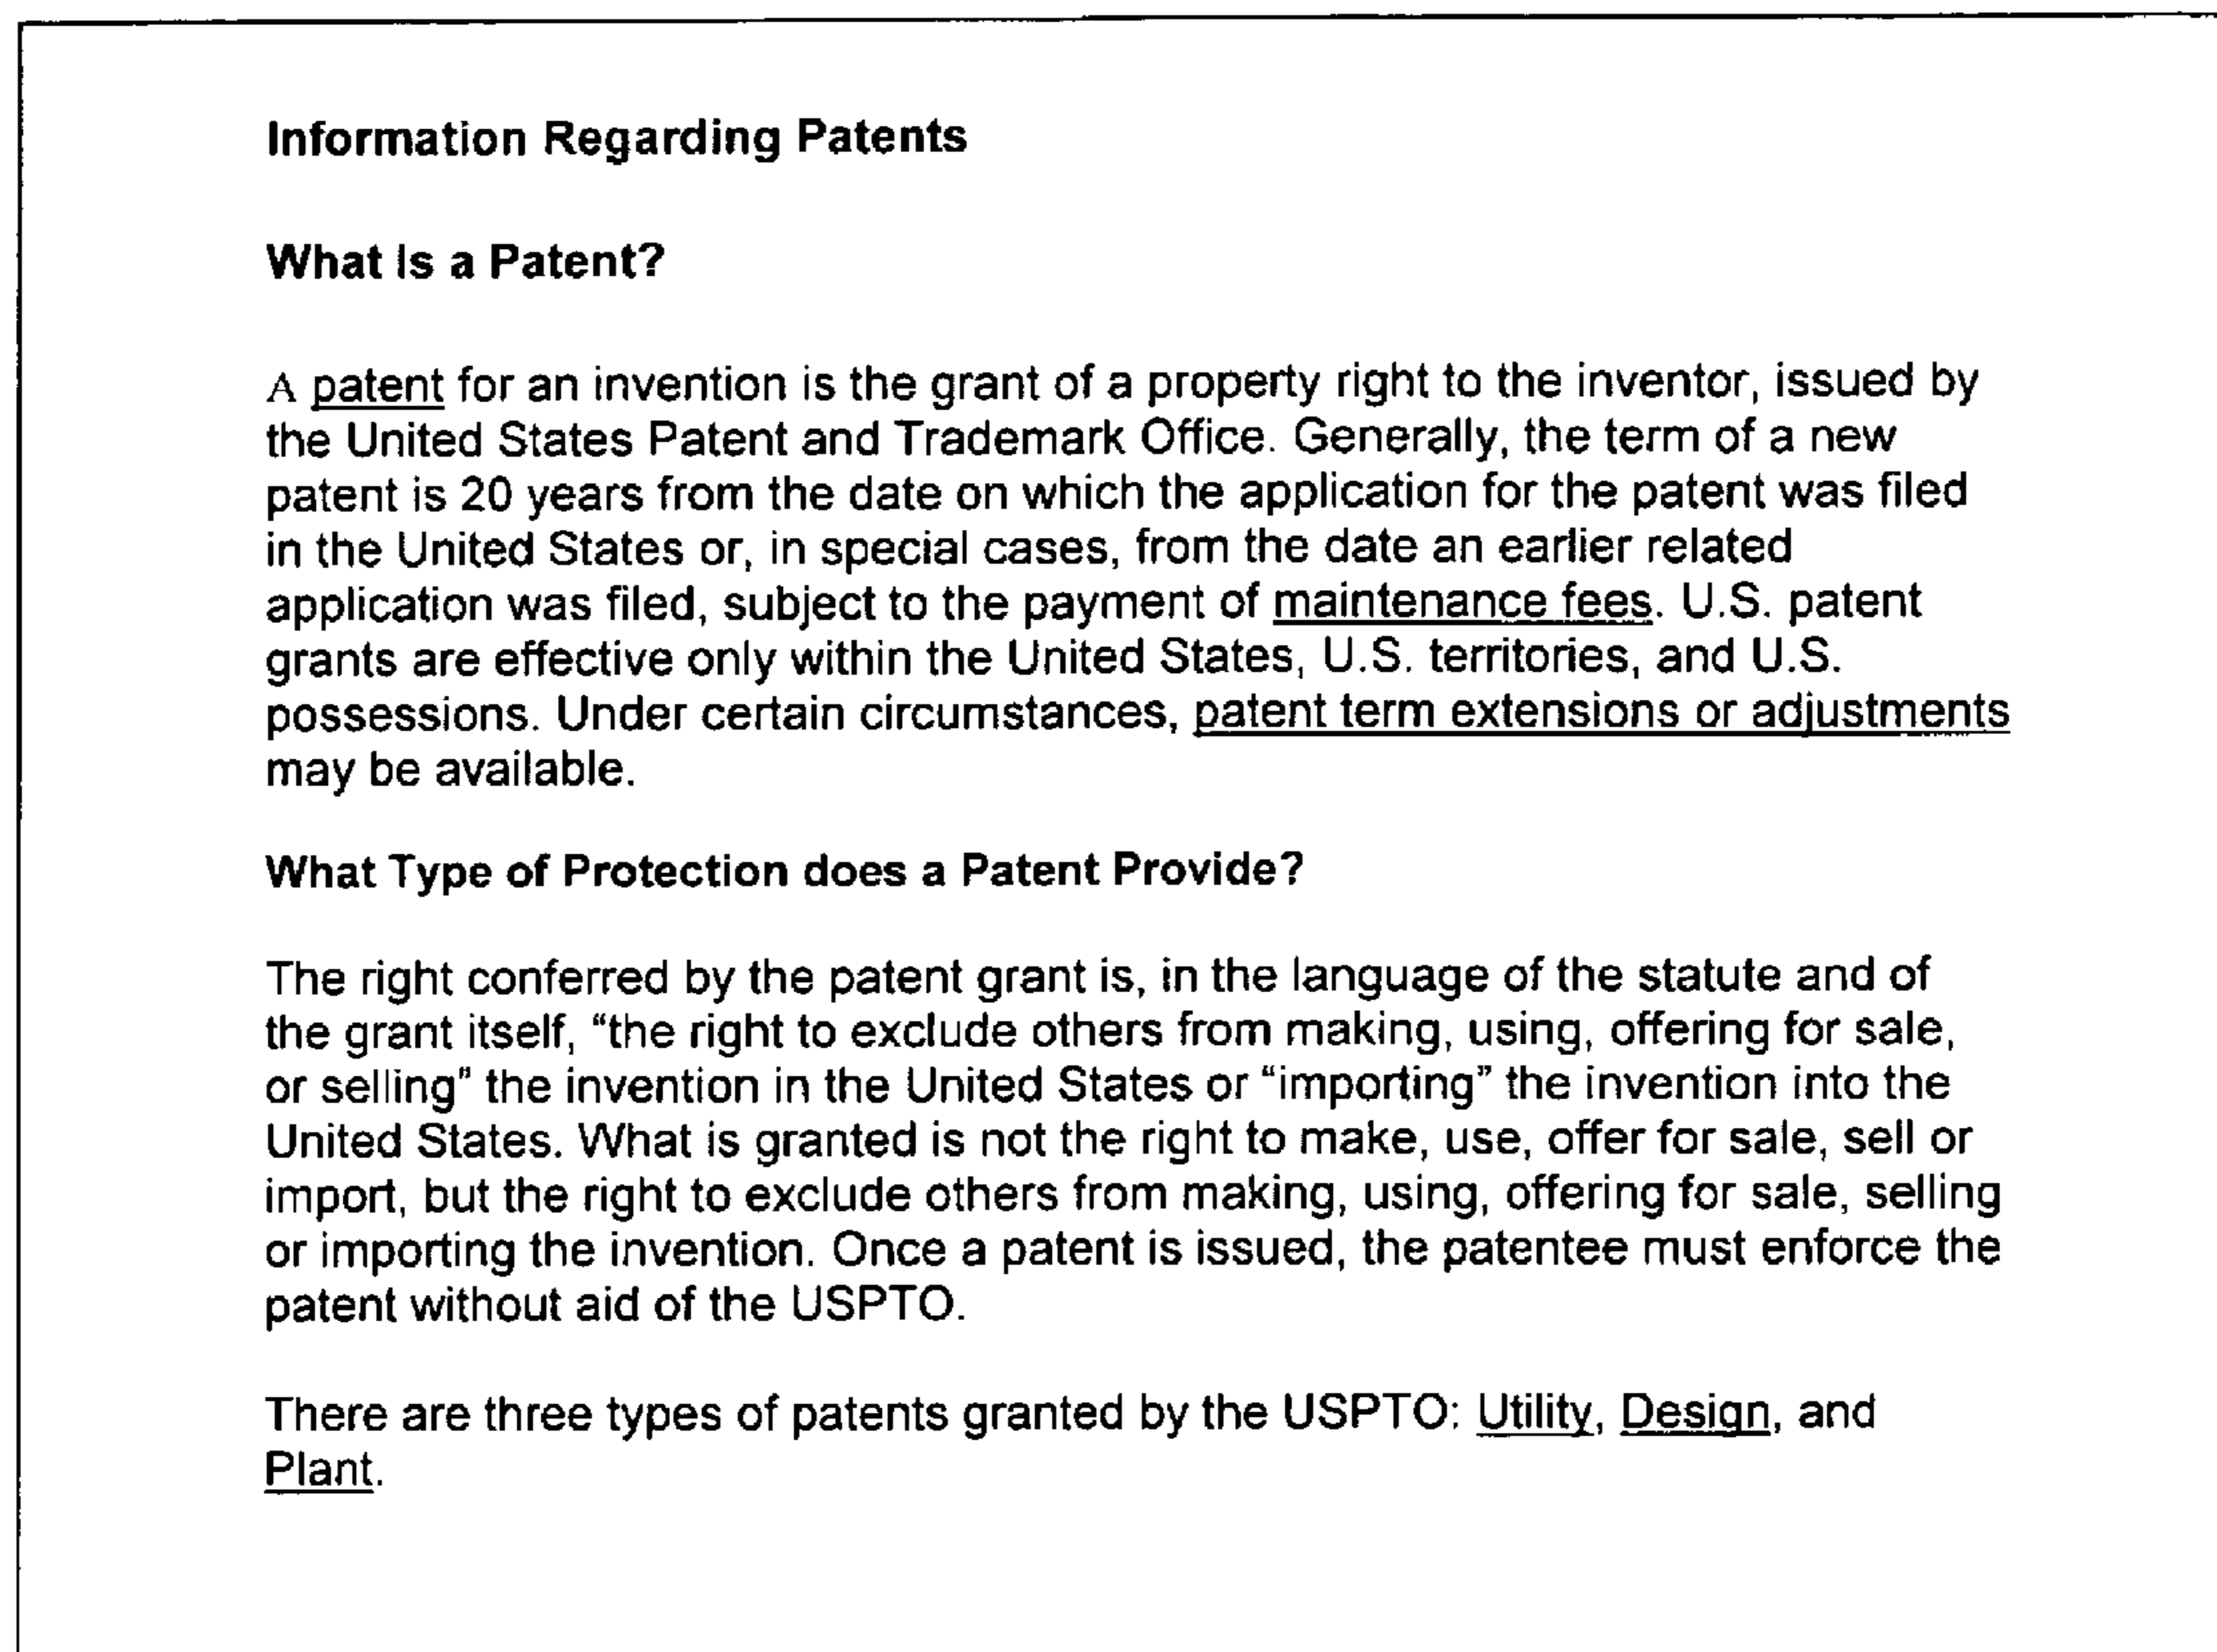 Information Regarding Patents
What Is a Patent?
A patent for an invention is the grant of a property right to the inventor, issued by
the United States Patent and Trademark Office. Generally, the term of a new
patent is 20 years from the date on which the application for the patent was filed
in the United States or, in special cases, from the date an earlier related
application was filed, subject to the payment of maintenance fees. U.S. patent
grants are effective only within the United States, U.S. territories, and U.S.
possessions. Under certain circumstances, patent term extensions or adjustments
may be available.
What Type of Protection does a Patent Provide?
The right conferred by the patent grant is, in the language of the statute and of
the grant itself, “the right to exclude others from making, using, offering for sale,
or selling” the invention in the United States or “importing” the invention into the
United States. What is granted is not the right to make, use, offer for sale, sell or
import, but the right to exclude others from making, using, offering for sale, selling
or importing the invention. Once a patent is issued, the patentee must enforce the
patent without aid of the USPTO.
There are three types of patents granted by the USPTO: Utility, Design, and
Plant.